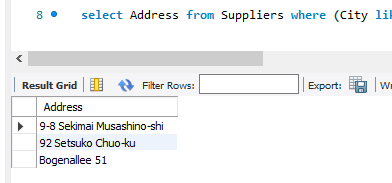 8 select Address from Suppliers where (City lik
Result Grid Filter Rows: Export: Wr
Address
9-8 Sekimai Musashino-shi
92 Setsuko Chuo-ku
Bogenallee 51